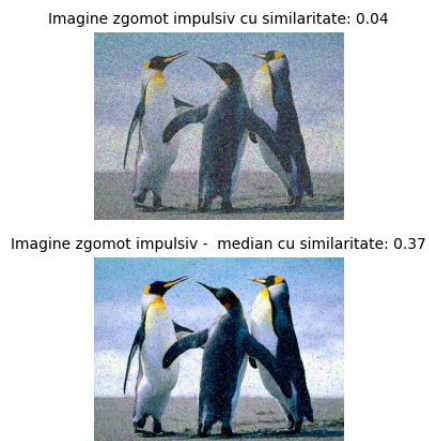 Imagine zgomot impulsiv cu similaritate: 0.04
Imagine zgomot impulsiv -  median cu similaritate: 0.37